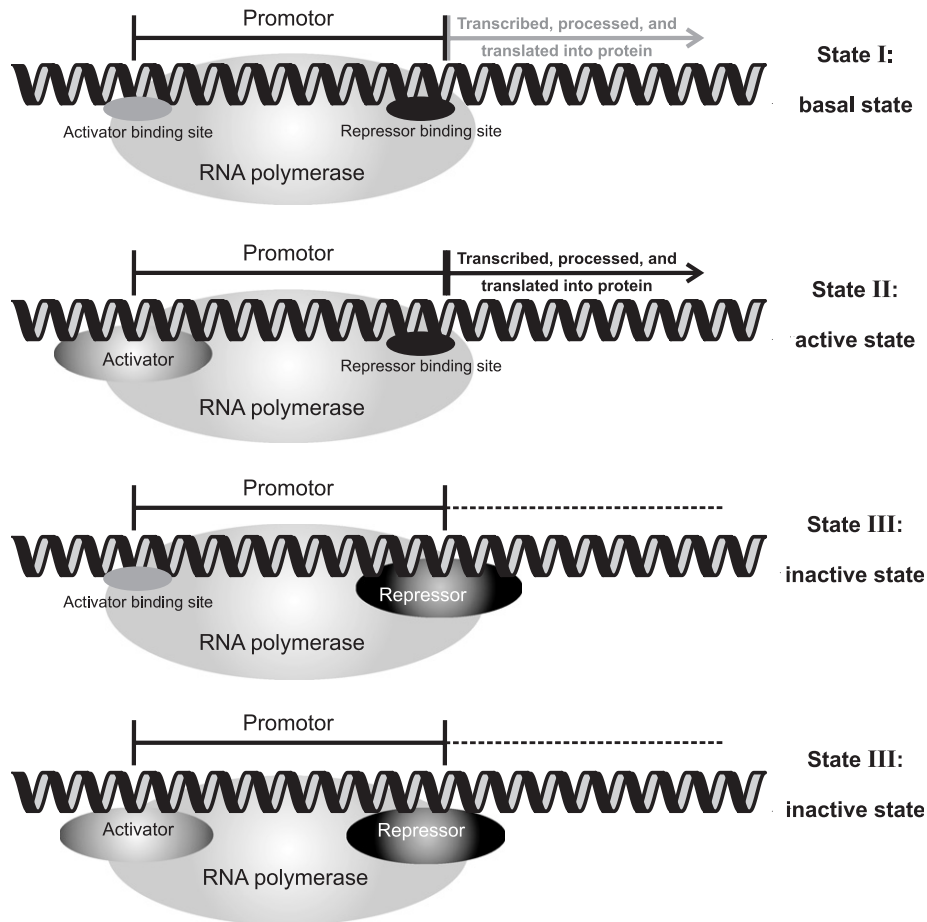 Promotor
Transcribed, processed, and
translated into protein
State I:
basal state
Activator binding site
Repressor binding site
RNA polymerase
Promotor
Transcribed, processed, and
translated into protein
State II:
active state
Activator
Repressor binding site
RNA polymerase
Promotor
State III:
inactive state
Activator binding site
Repressor
RNA polymerase
Promotor
State III:
inactive state
Activator
Repressor
RNA polymerase